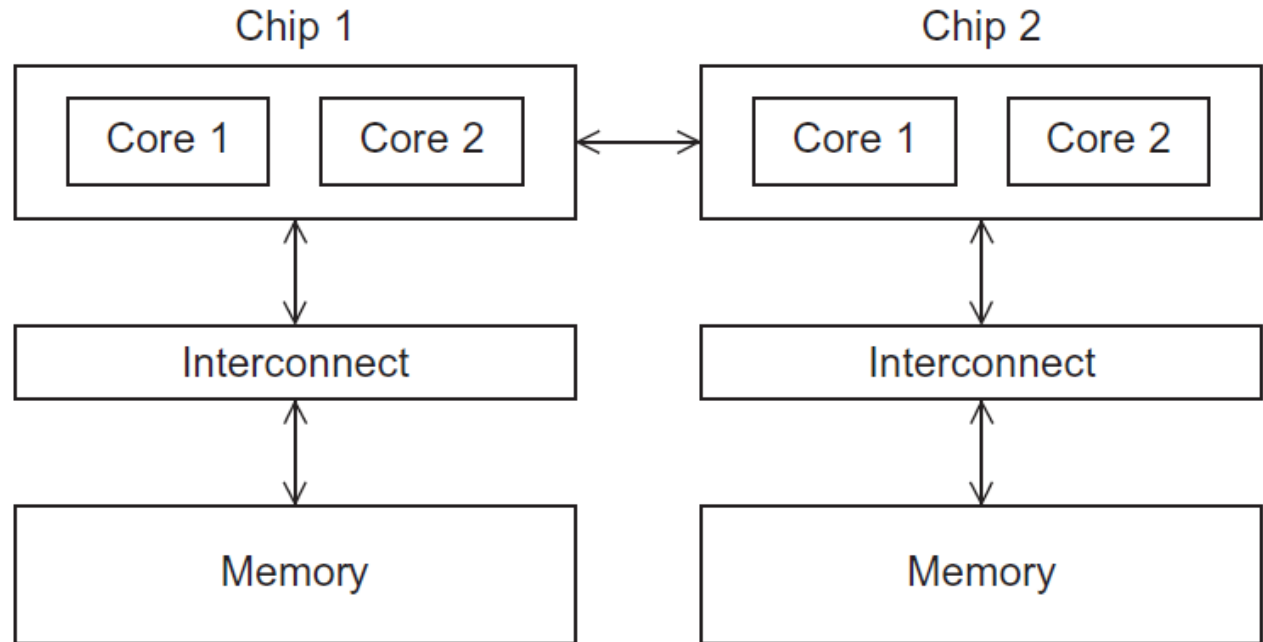 Chip 1
Chip 2
Core 1
Core 2
Core 1
Core 2
Interconnect
Interconnect
Memory
Memory